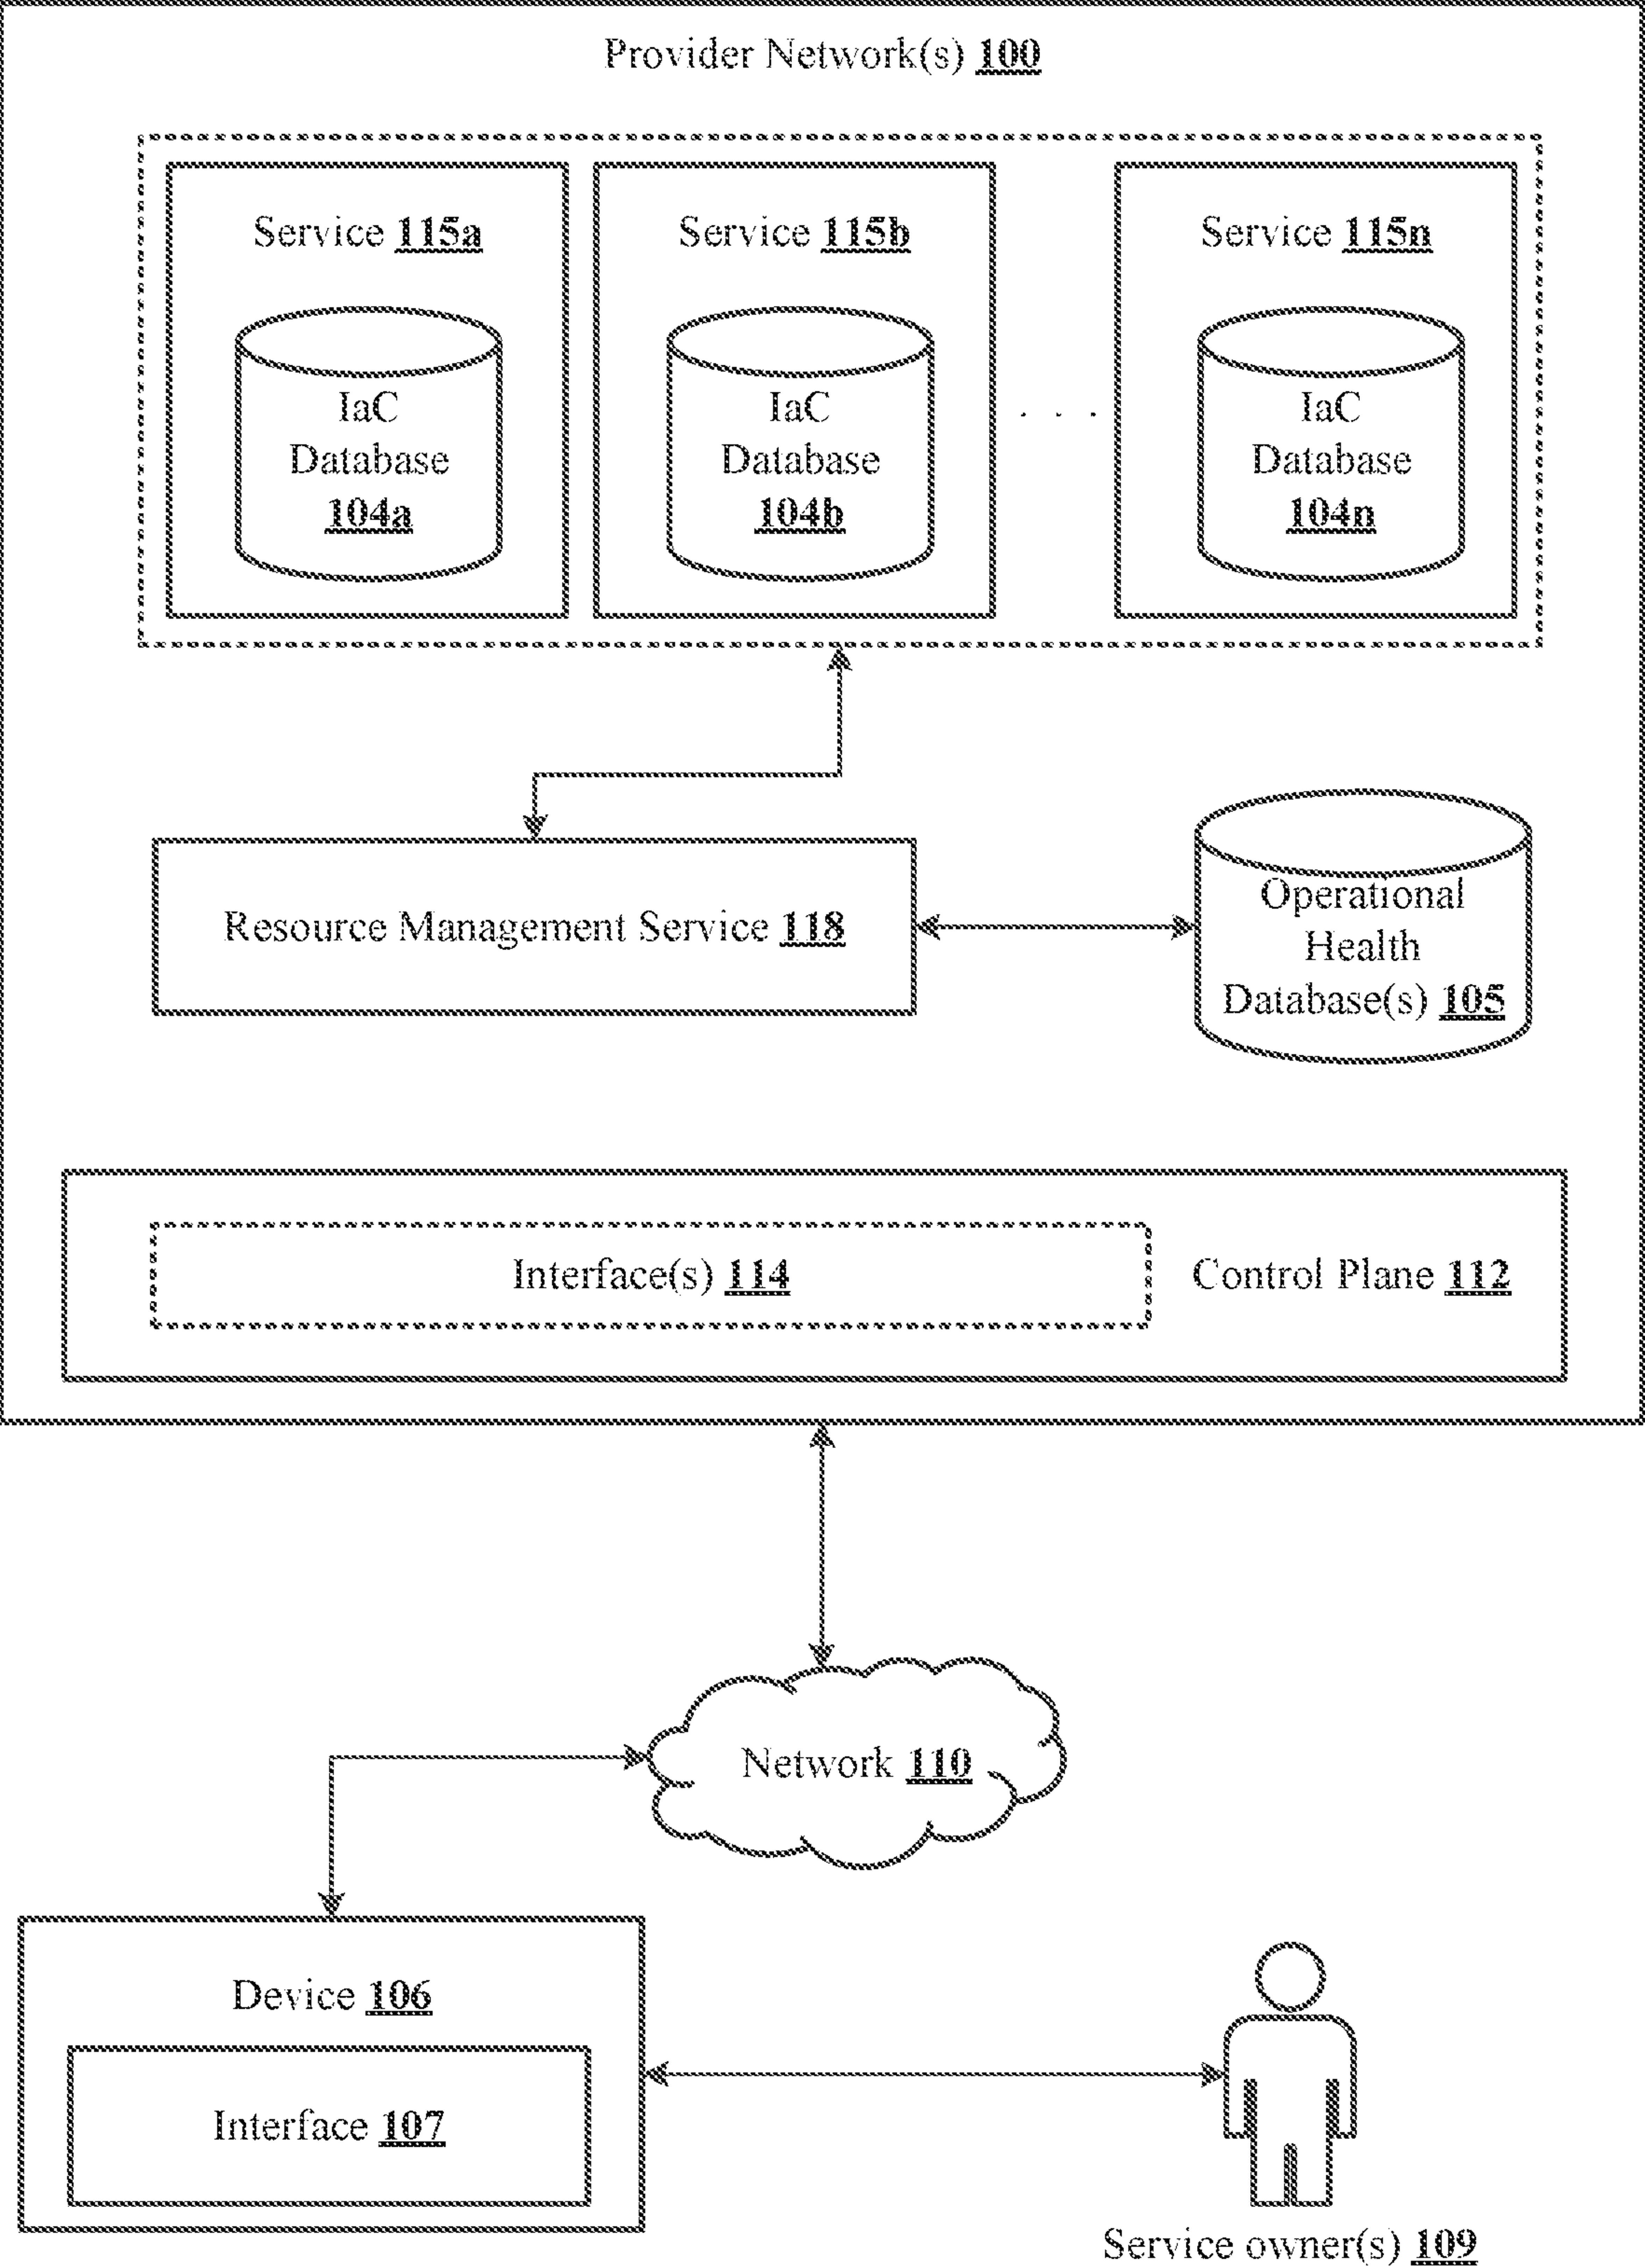 Provider Network(s) 100
Service 115a
Service 115b
Service 115n
IaC
Database
104a
IaC
Database
104b
. . .
IaC
Database
104n
Resource Management Service 118
Operational
Health
Database(s) 105
Interface(s) 114
Control Plane 112
Network 110
Device 106
Interface 107
Service owner(s) 109